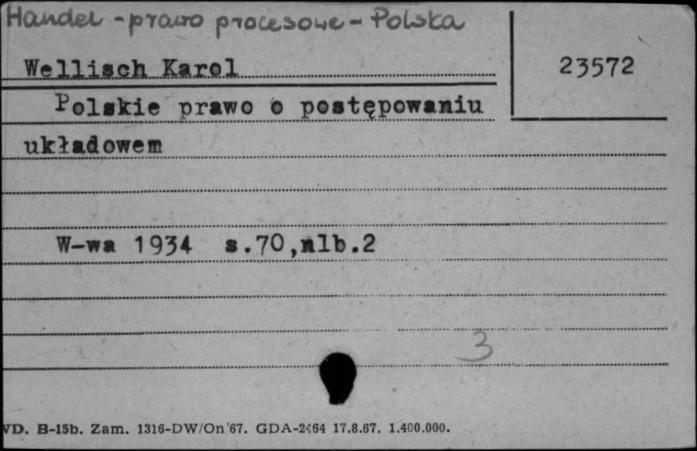 Handel - prawo procesowe - Polska
Wellisch Karol
23572
Polskie prawo o postępowaniu
układowem
W-wa 1934 s.70,nlb.2
3
VD. B-15b. Zam. 1316-DW/On 67. GDA-2464 17.8.67. 1.400.000.